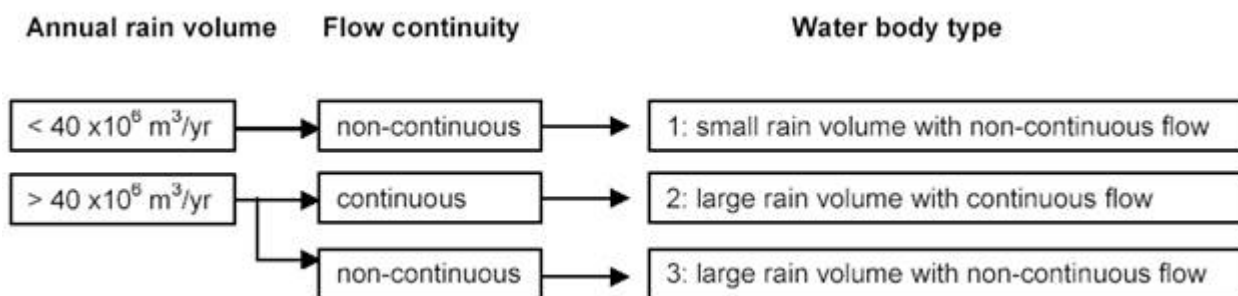 Annual rain volume Flow continuity Water body type
< 40 x10⁶ m³/yr non-continuous 1: small rain volume with non-continuous flow
> 40 x10⁶ m³/yr continuous 2: large rain volume with continuous flow
non-continuous 3: large rain volume with non-continuous flow